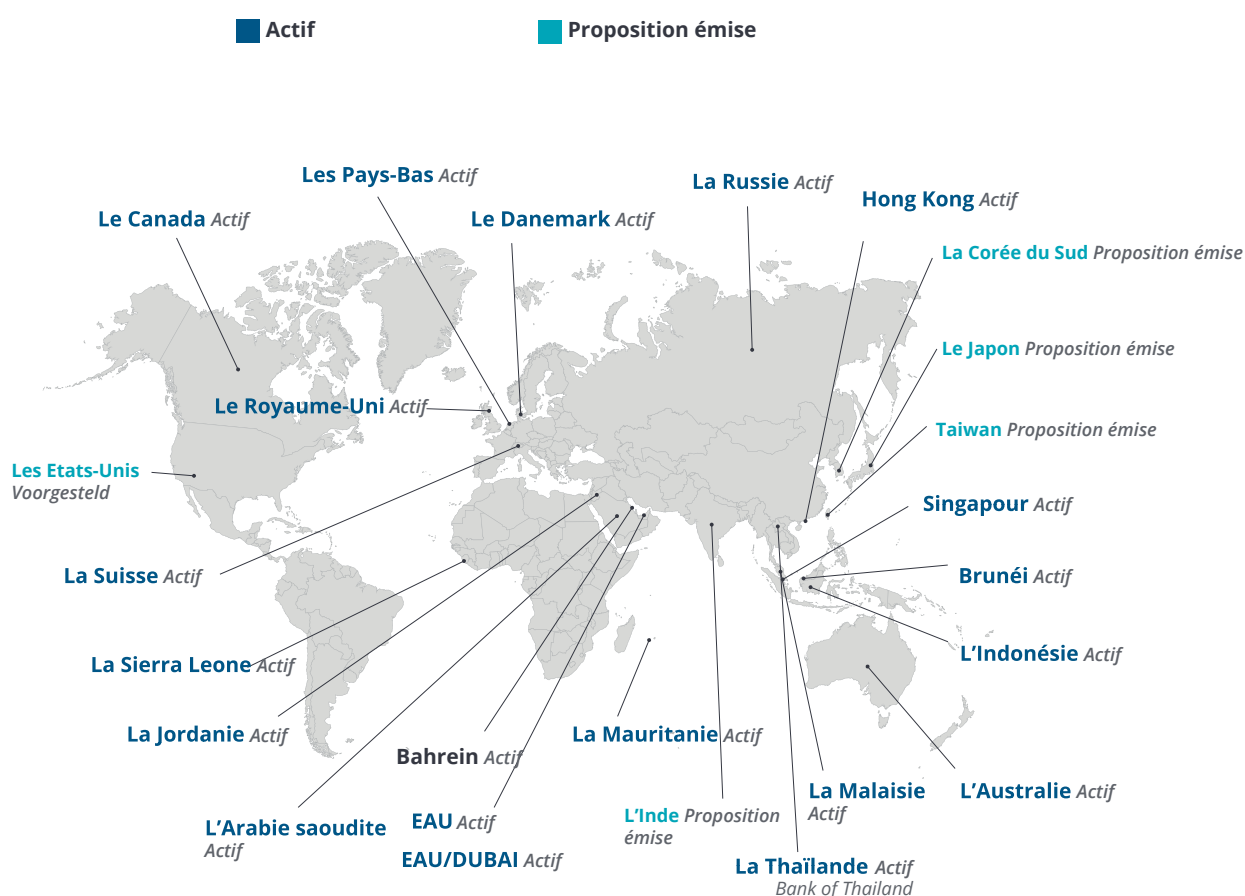 Actif
Proposition émise
Les Pays-Bas Actif
La Russie Actif
Hong Kong Actif
Le Canada Actif
Le Danemark Actif
La Corée du Sud Proposition émise
Le Japon Proposition émise
Le Royaume-Uni Actif
Taiwan Proposition émise
Les Etats-Unis
Voorgesteld
Singapour Actif
La Suisse Actif
Brunéi Actif
La Sierra Leone Actif
L’Indonésie Actif
La Jordanie Actif
La Mauritanie Actif
Bahrein Actif
La Malaisie
Actif
L’Australie Actif
L’Arabie saoudite
Actif
EAU Actif
L’Inde Proposition
émise
EAU/DUBAI Actif
La Thaïlande Actif
Bank of Thailand